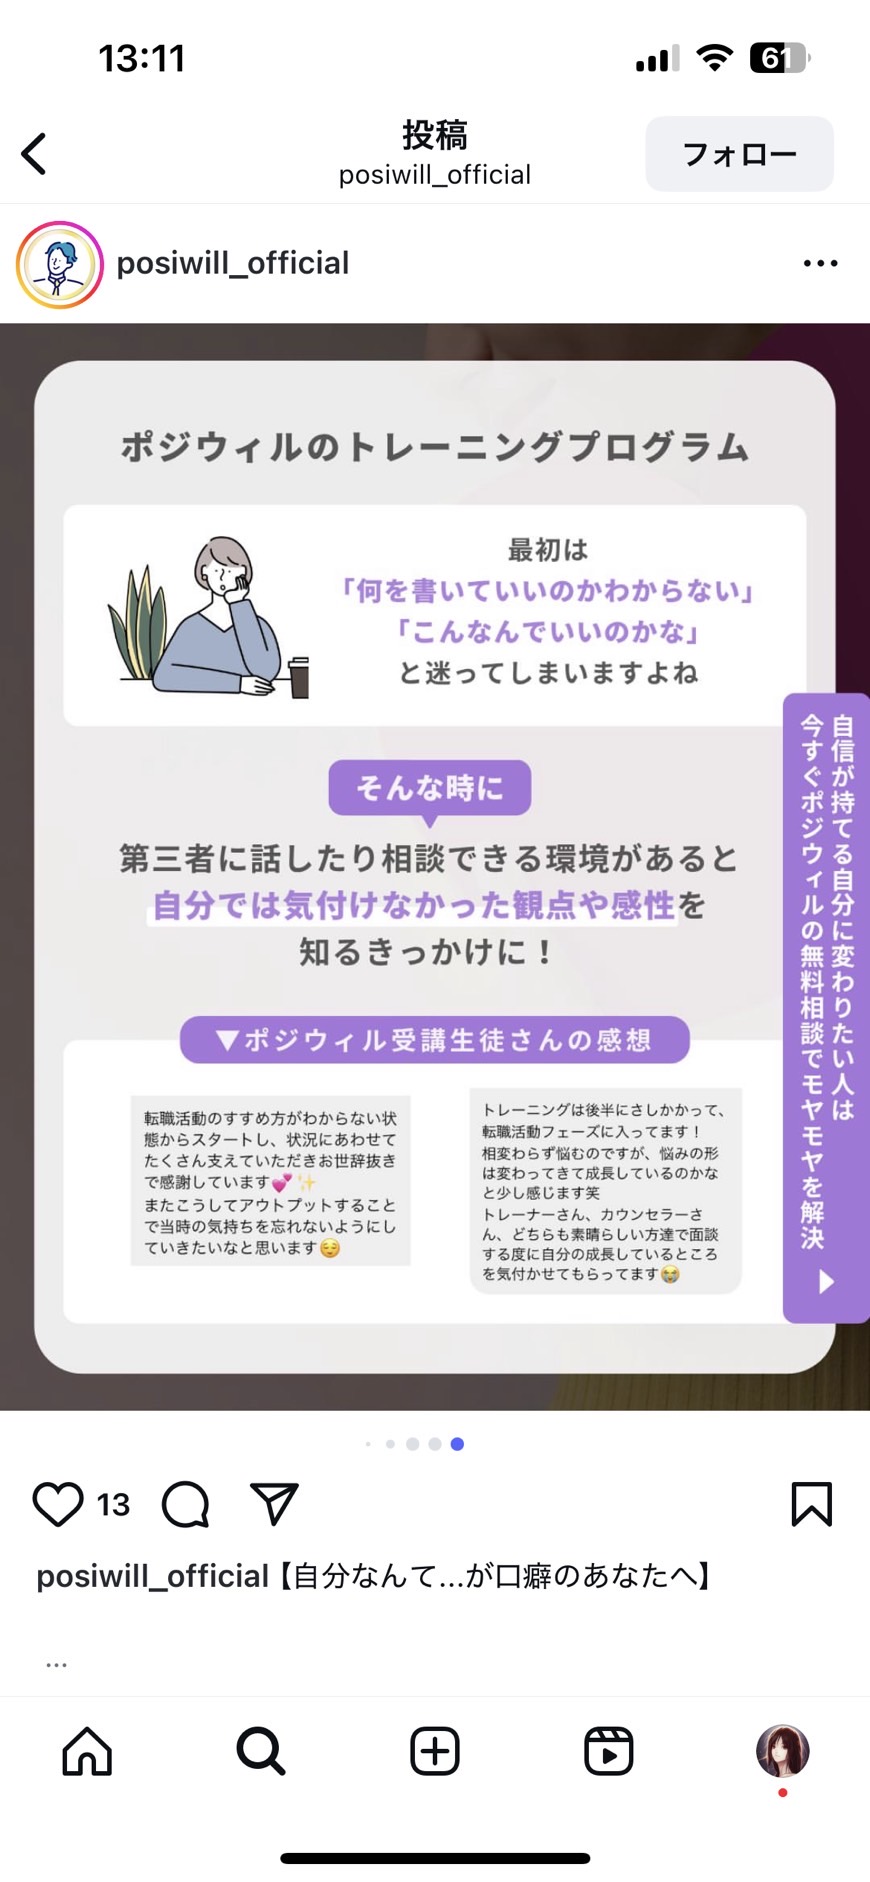 13:11
61
投稿
posiwill_official
フォロー
posiwill_official
ポジウィルのトレーニングプログラム
最初は
「何を書いていいのかわからない」
「こんなんでいいのかな」
と迷ってしまいますよね
そんな時に
第三者に話したり相談できる環境があると
自分では気付けなかった観点や感性を
知るきっかけに！
▼ポジウィル受講生徒さんの感想
転職活動のすすめ方がわからない状
態からスタートし、状況にあわせて
たくさん支えていただきお世辞抜き
で感謝しています💕✨
またこうしてアウトプットすること
で当時の気持ちを忘れないようにし
ていきたいなと思います😌
トレーニングは後半にさしかかって、
転職活動フェーズに入ってます！
相変わらず悩むのですが、悩みの形
は変わってきて成長しているのかな
と少し感じます笑
トレーナーさん、カウンセラーさ
ん、どちらも素晴らしい方達で面談
する度に自分の成長しているところ
を気付かせてもらってます😭
自信が持てる自分に変わりたい人は
今すぐポジウィルの無料相談でモヤモヤを解決
13
posiwill_official【自分なんて...が口癖のあなたへ】
...